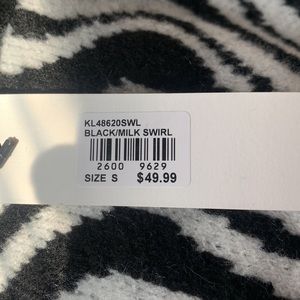 KL48620SWL
BLACK/MILK SWIRL
2600 9629
SIZE S $49.99